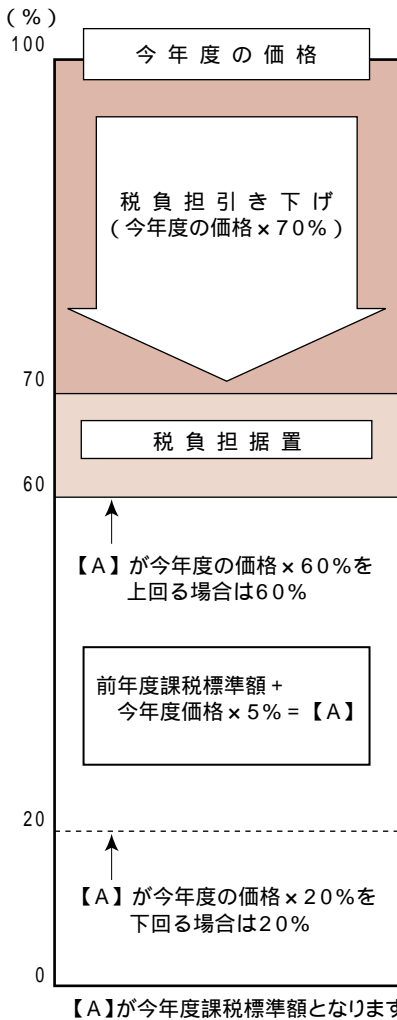 (%)
100
今年度の価格
税負担引き下げ
(今年度の価格×70%)
70
税負担据置
60
【A】が今年度の価格×60%を
上回る場合は60%
前年度課税標準額+
今年度価格×5%=【A】
20
【A】が今年度の価格×20%を
下回る場合は20%
0
【A】が今年度課税標準額となります